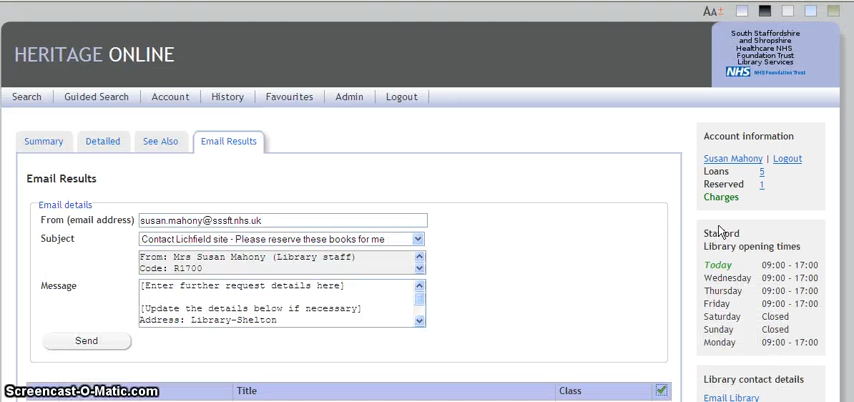 AA±
HERITAGE ONLINE
South Staffordshire
and Shropshire
Healthcare NHS
Foundation Trust
Library Services
NHS Foundation Trust
Search
Guided Search
Account
History
Favourites
Admin
Logout
Summary
Detailed
See Also
Email Results
Email Results
Email details
From (email address) susan.mahony@sssft.nhs.uk
Subject Contact Lichfield site - Please reserve these books for me
From: Mrs Susan Mahony (Library staff)
Code: R1700
Message [Enter further request details here]
[Update the details below if necessary]
Address: Library-Shelton
Send
Title Class
Account information
Susan Mahony | Logout
Loans 5
Reserved 1
Charges
Stafford
Library opening times
Today 09:00 - 17:00
Wednesday 09:00 - 17:00
Thursday 09:00 - 17:00
Friday 09:00 - 17:00
Saturday Closed
Sunday Closed
Monday 09:00 - 17:00
Library contact details
Email Library
Screencast-O-Matic.com